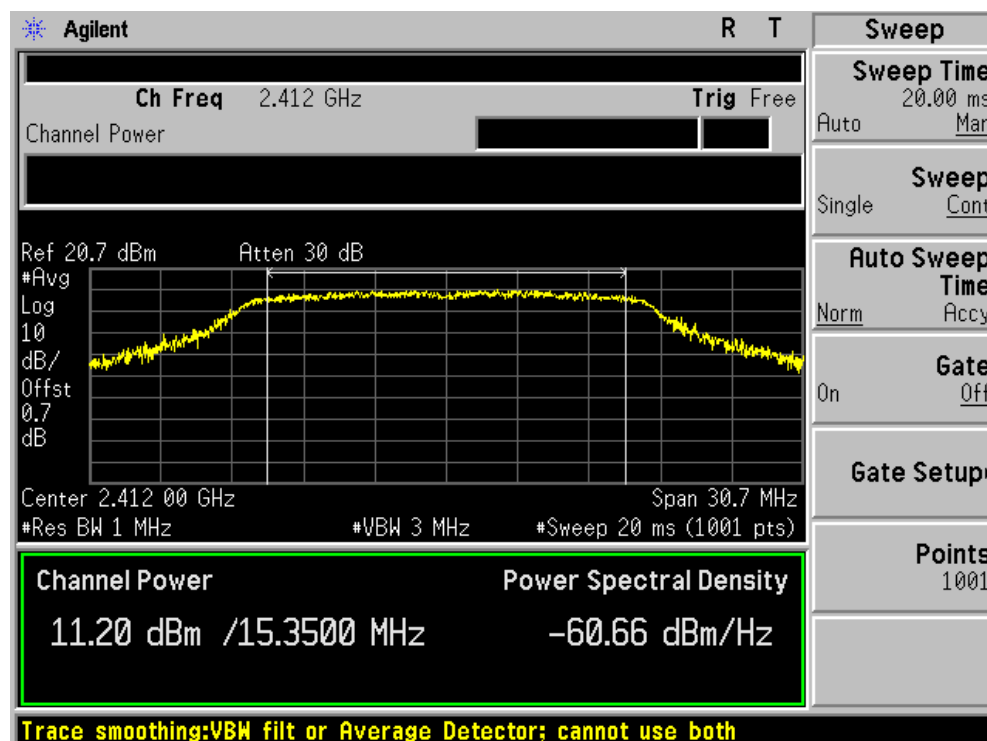 Agilent R T
Ch Freq 2.412 GHz Trig Free
Channel Power
Ref 20.7 dBm Atten 30 dB
#Avg
Log
10
dB/
Offst
0.7
dB
Center 2.412 00 GHz Span 30.7 MHz
#Res BW 1 MHz #VBW 3 MHz #Sweep 20 ms (1001 pts)
Channel Power Power Spectral Density
11.20 dBm /15.3500 MHz -60.66 dBm/Hz
Trace smoothing:VBW filt or Average Detector; cannot use both
Sweep
Sweep Time
20.00 ms
Auto Man
Sweep
Single Cont
Auto Sweep
Time
Norm Accy
Gate
On Off
Gate Setup
Points
1001